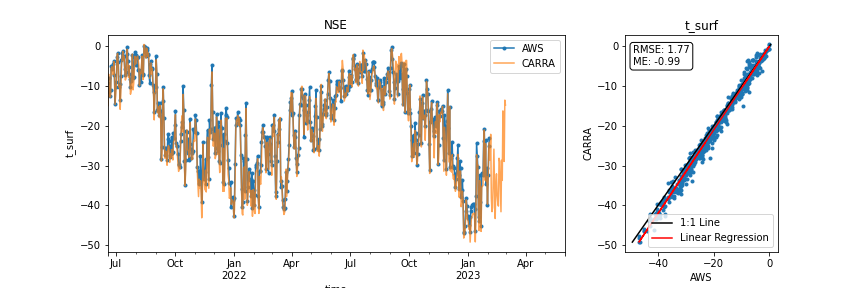 NSE
t_surf
0
−10
−20
−30
−40
−50
AWS
CARRA
Jul
Oct
Jan
2022
Apr
Jul
Oct
Jan
2023
Apr
t_surf
CARRA
0
−10
−20
−30
−40
−50
RMSE: 1.77
ME: -0.99
1:1 Line
Linear Regression
−40
−20
0
AWS